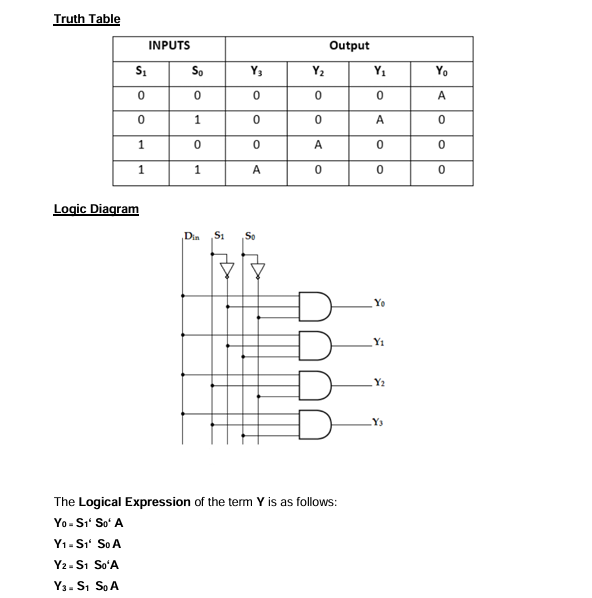 Truth Table
INPUTS Output
S₁ S₀ Y₃ Y₂ Y₁ Y₀
0 0 0 0 0 A
0 1 0 0 A 0
1 0 0 A 0 0
1 1 A 0 0 0
Logic Diagram
Din S₁ S₀
Y₀
Y₁
Y₂
Y₃
The Logical Expression of the term Y is as follows:
Y₀ = S₁‘ S₀‘ A
Y₁ = S₁‘ S₀ A
Y₂ = S₁ S₀‘A
Y₃ = S₁ S₀ A